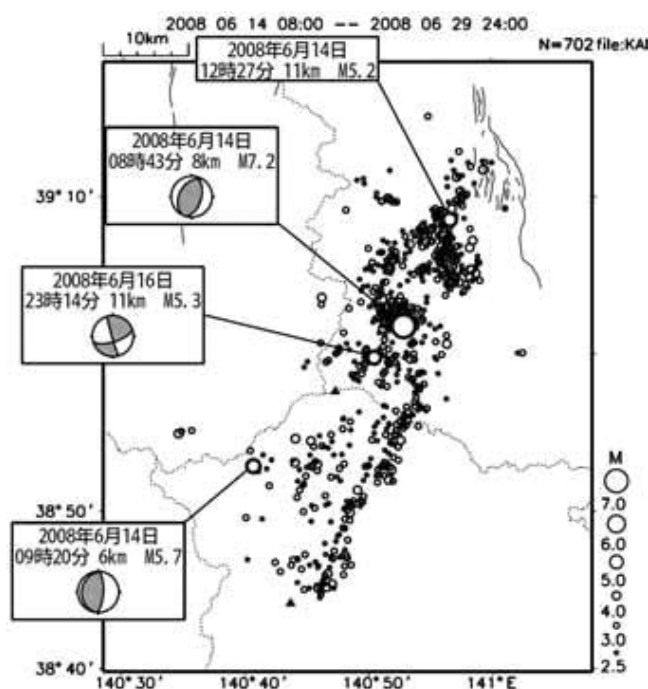 2008 06 14 08:00 -- 2008 06 29 24:00
10km
N=702 file:KAI
2008年6月14日
12時27分 11km M5.2
2008年6月14日
08時43分 8km M7.2
39° 10'
2008年6月16日
23時14分 11km M5.3
38° 50'
2008年6月14日
09時20分 6km M5.7
M
7.0
6.0
5.0
4.0
3.0
2.5
38° 40'
140° 30' 140° 40' 140° 50' 141° E